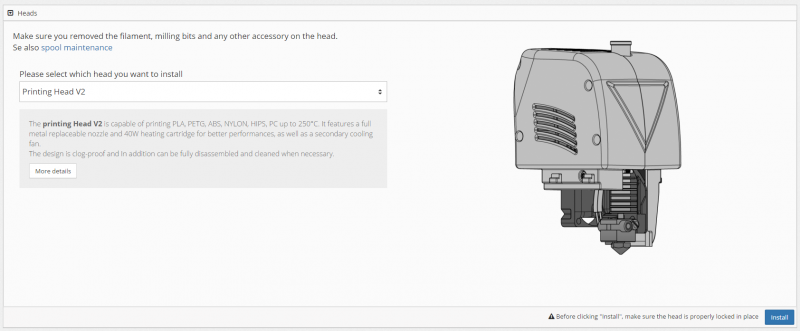 Heads
Make sure you removed the filament, milling bits and any other accessory on the head.
Se also spool maintenance
Please select which head you want to install
Printing Head V2
The printing Head V2 is capable of printing PLA, PETG, ABS, NYLON, HIPS, PC up to 250°C. It features a full
metal replaceable nozzle and 40W heating cartridge for better performances, as well as a secondary cooling
fan.
The design is clog-proof and In addition can be fully disassembled and cleaned when necessary.
More details
Before clicking "Install", make sure the head is properly locked in place
Install